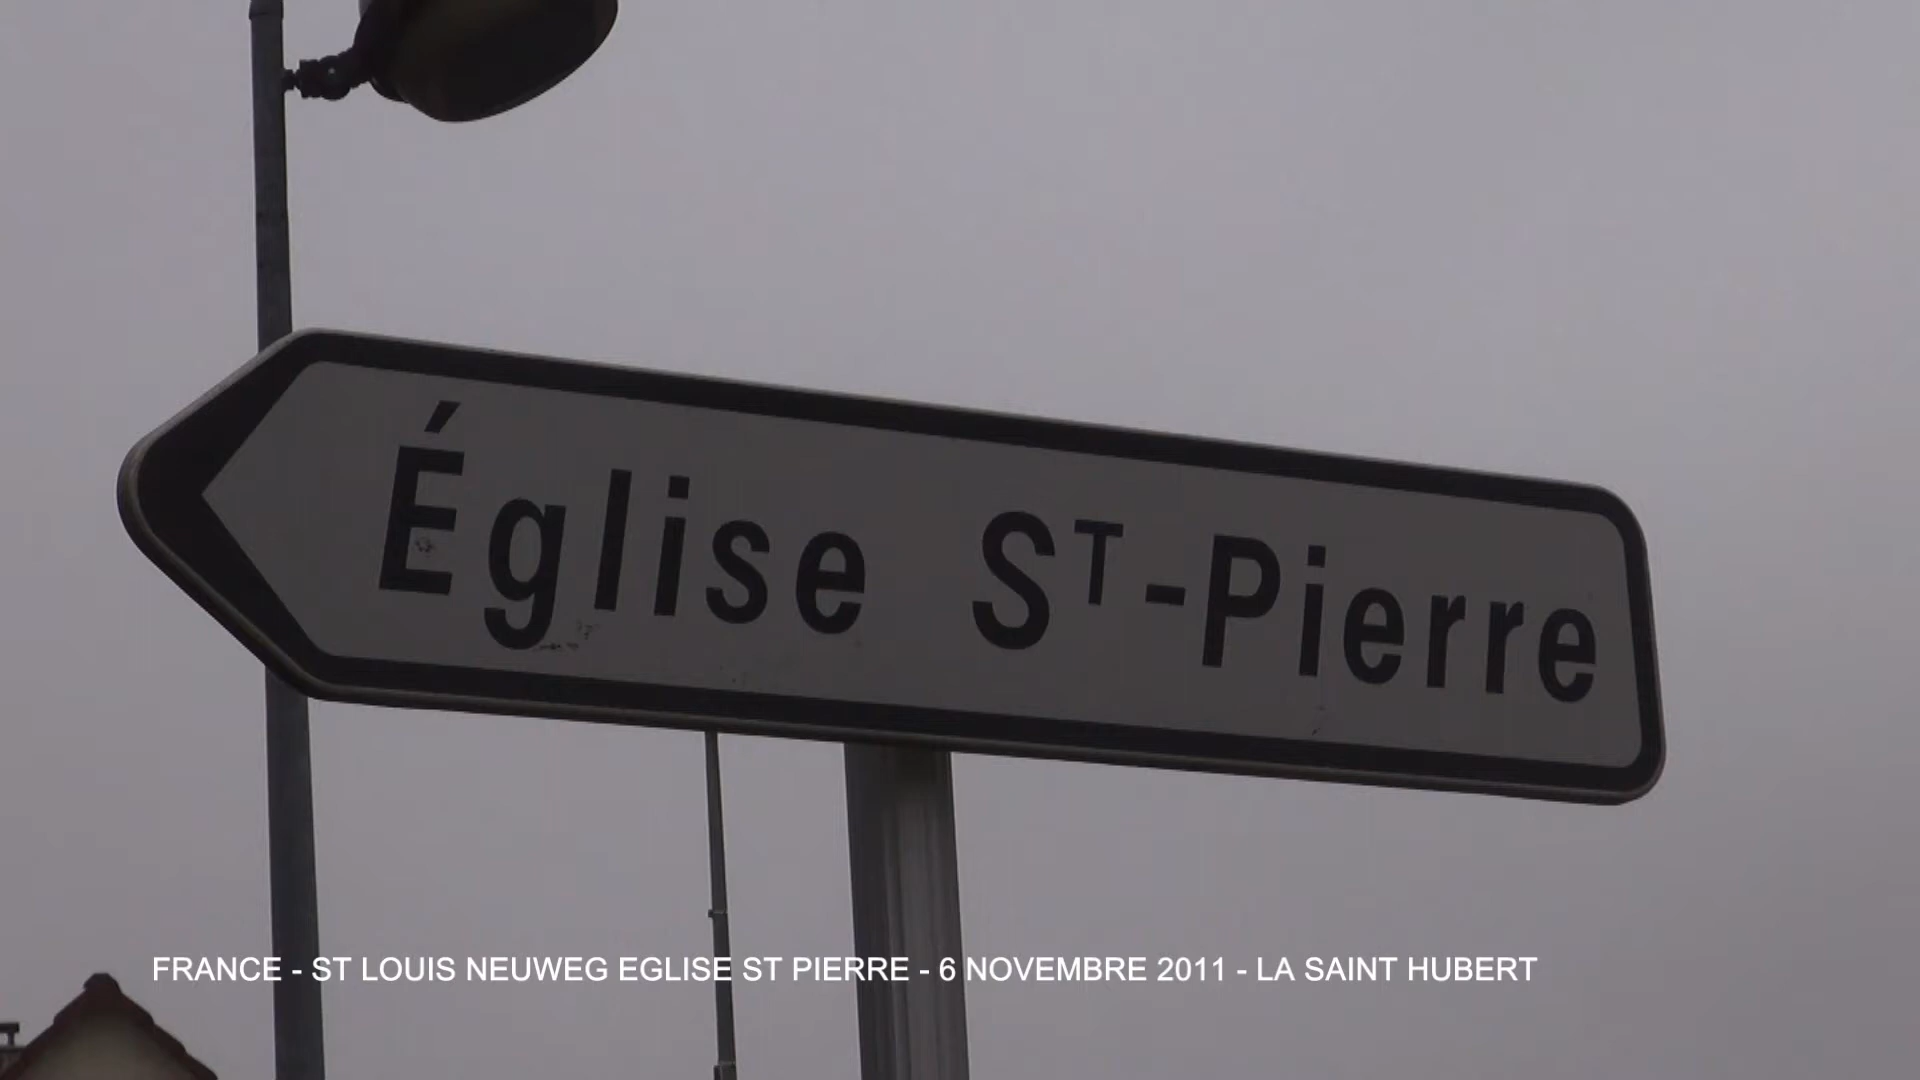 Église Sᵀ-Pierre
FRANCE - ST LOUIS NEUWEG EGLISE ST PIERRE - 6 NOVEMBRE 2011 - LA SAINT HUBERT